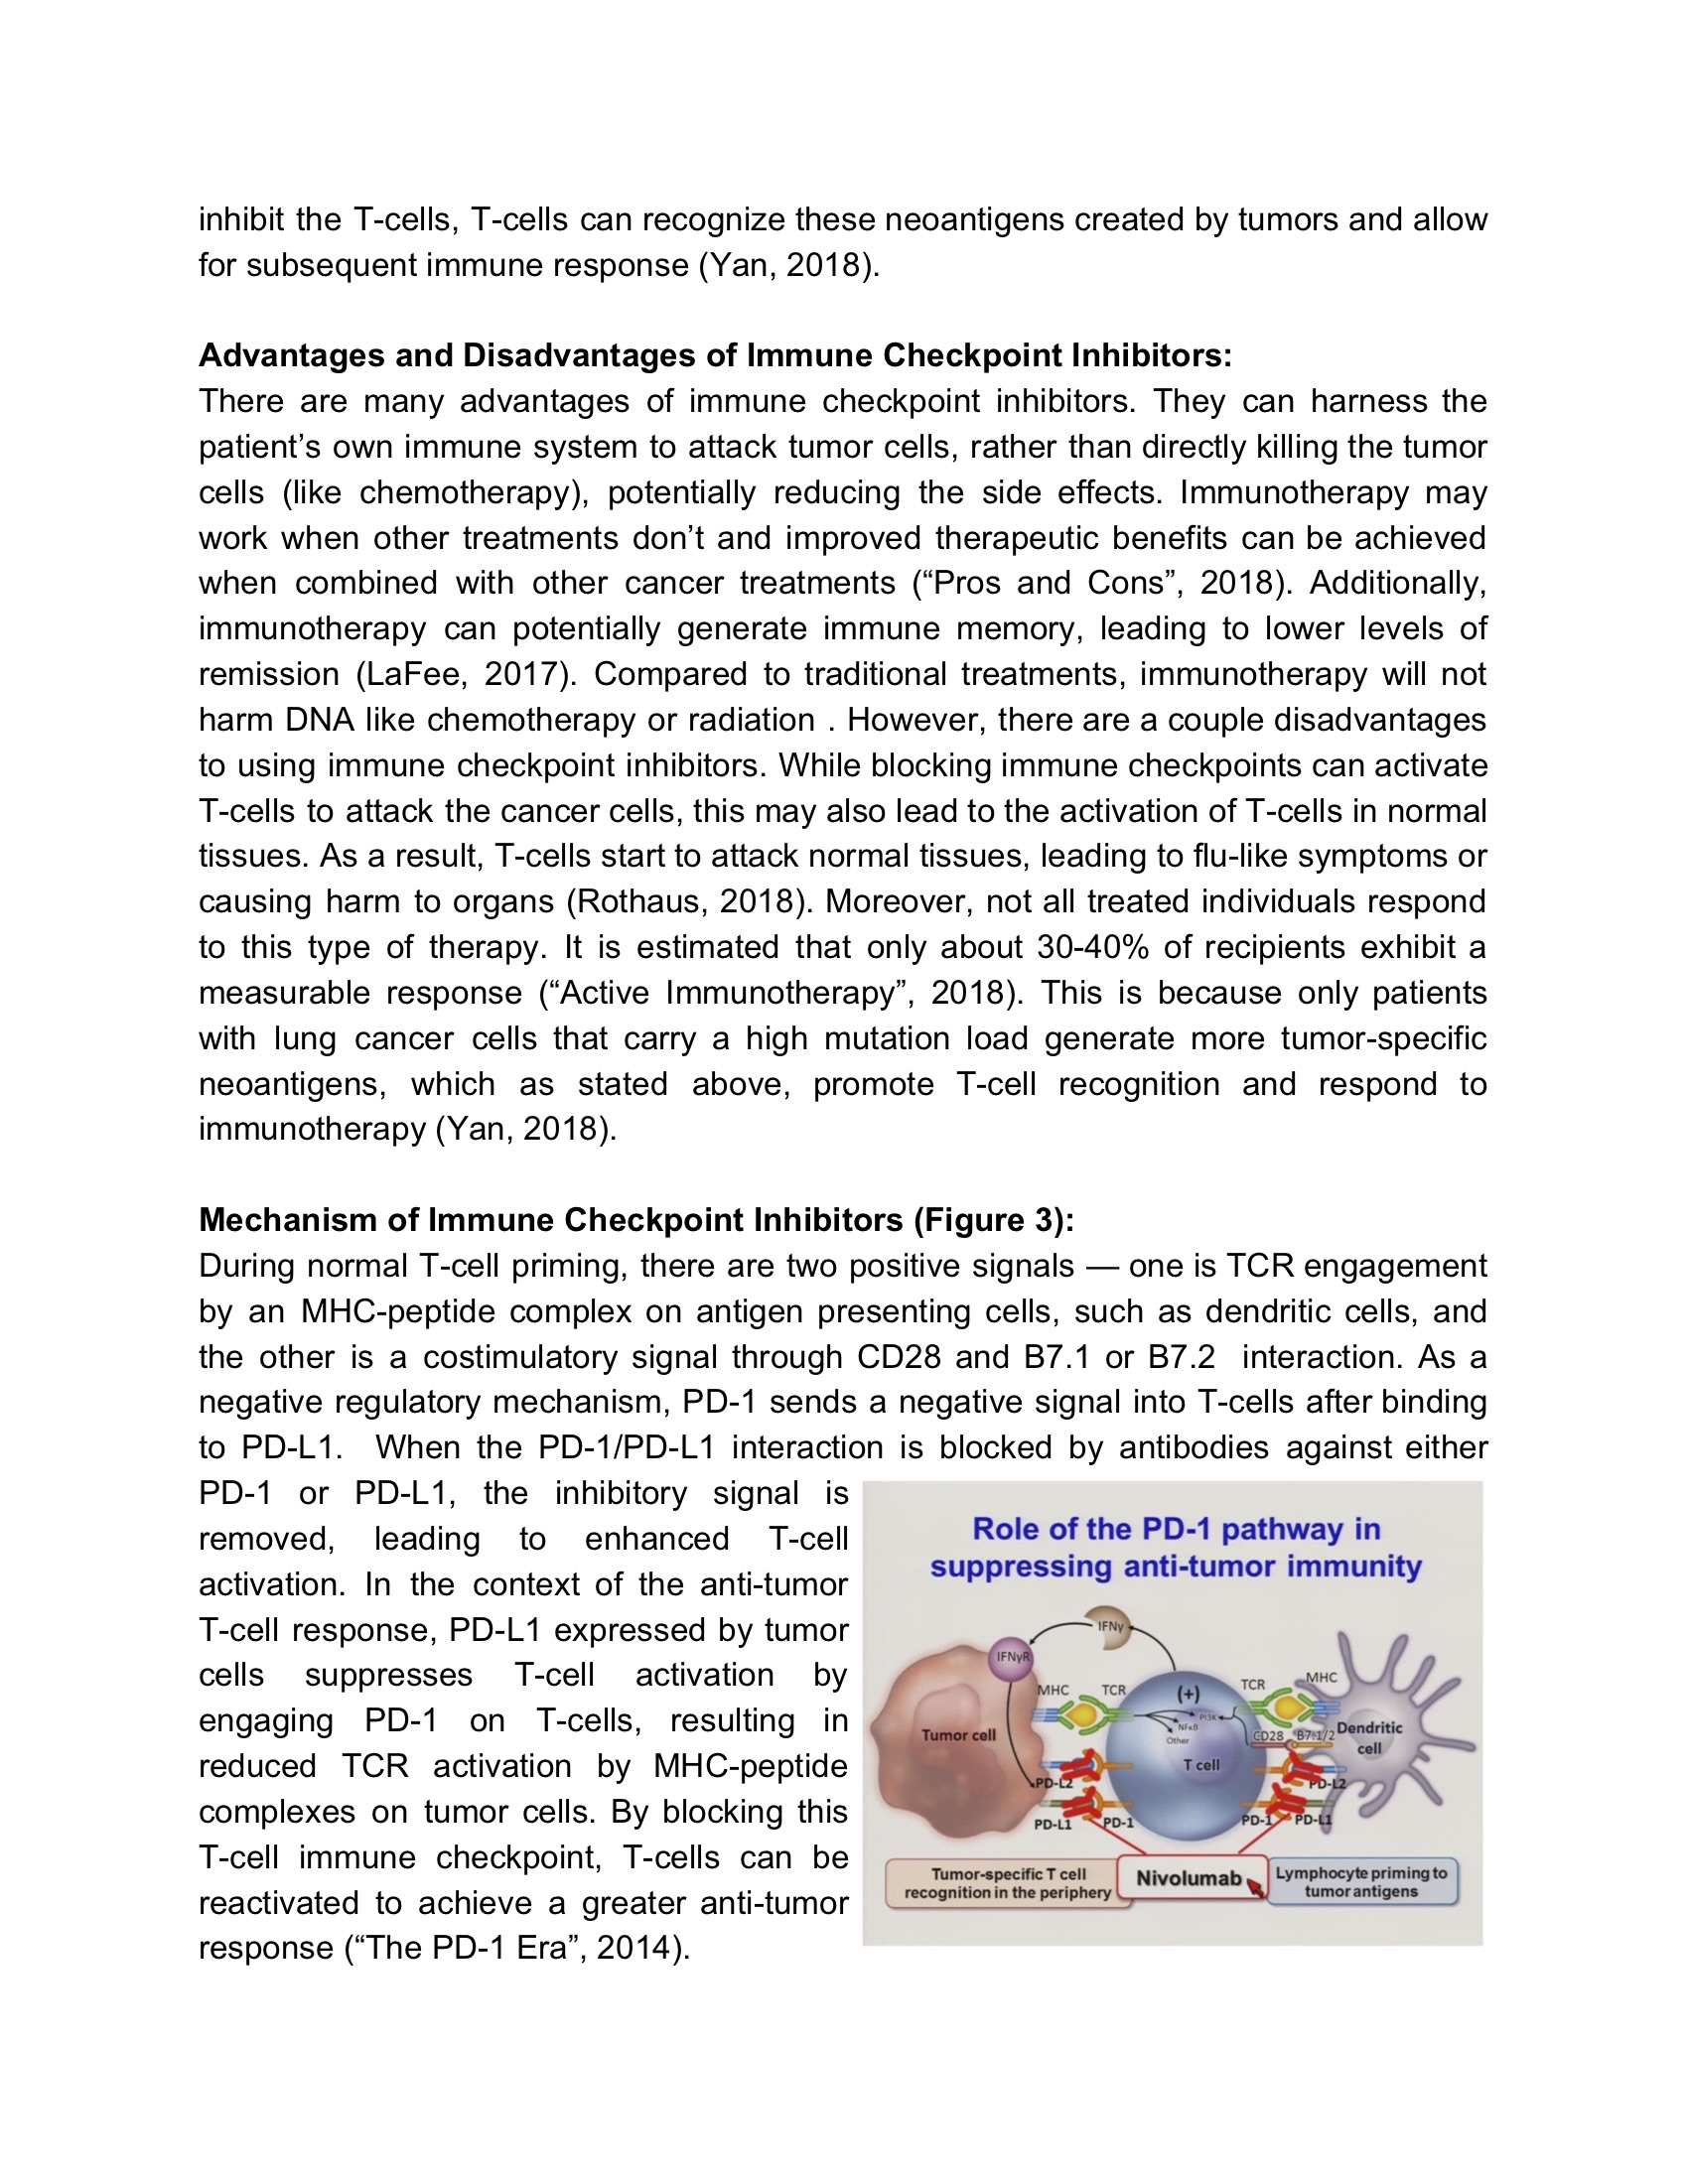 inhibit the T-cells, T-cells can recognize these neoantigens created by tumors and allow
for subsequent immune response (Yan, 2018).
Advantages and Disadvantages of Immune Checkpoint Inhibitors:
There are many advantages of immune checkpoint inhibitors. They can harness the
patient’s own immune system to attack tumor cells, rather than directly killing the tumor
cells (like chemotherapy), potentially reducing the side effects. Immunotherapy may
work when other treatments don’t and improved therapeutic benefits can be achieved
when combined with other cancer treatments (“Pros and Cons”, 2018). Additionally,
immunotherapy can potentially generate immune memory, leading to lower levels of
remission (LaFee, 2017). Compared to traditional treatments, immunotherapy will not
harm DNA like chemotherapy or radiation . However, there are a couple disadvantages
to using immune checkpoint inhibitors. While blocking immune checkpoints can activate
T-cells to attack the cancer cells, this may also lead to the activation of T-cells in normal
tissues. As a result, T-cells start to attack normal tissues, leading to flu-like symptoms or
causing harm to organs (Rothaus, 2018). Moreover, not all treated individuals respond
to this type of therapy. It is estimated that only about 30-40% of recipients exhibit a
measurable response (“Active Immunotherapy”, 2018). This is because only patients
with lung cancer cells that carry a high mutation load generate more tumor-specific
neoantigens, which as stated above, promote T-cell recognition and respond to
immunotherapy (Yan, 2018).
Mechanism of Immune Checkpoint Inhibitors (Figure 3):
During normal T-cell priming, there are two positive signals — one is TCR engagement
by an MHC-peptide complex on antigen presenting cells, such as dendritic cells, and
the other is a costimulatory signal through CD28 and B7.1 or B7.2 interaction. As a
negative regulatory mechanism, PD-1 sends a negative signal into T-cells after binding
to PD-L1. When the PD-1/PD-L1 interaction is blocked by antibodies against either
PD-1 or PD-L1, the inhibitory signal is
removed, leading to enhanced T-cell
activation. In the context of the anti-tumor
T-cell response, PD-L1 expressed by tumor
cells suppresses T-cell activation by
engaging PD-1 on T-cells, resulting in
reduced TCR activation by MHC-peptide
complexes on tumor cells. By blocking this
T-cell immune checkpoint, T-cells can be
reactivated to achieve a greater anti-tumor
response (“The PD-1 Era”, 2014).
Role of the PD-1 pathway in
suppressing anti-tumor immunity
IFNγ
IFNγR
MHC
TCR
(+)
TCR
MHC
PI3K
NFκB
Other
Tumor cell
T cell
CD28
B7.1/2
Dendritic
cell
PD-L2
PD-L2
PD-L1
PD-1
PD-1
PD-L1
Tumor-specific T cell
recognition in the periphery
Nivolumab
Lymphocyte priming to
tumor antigens